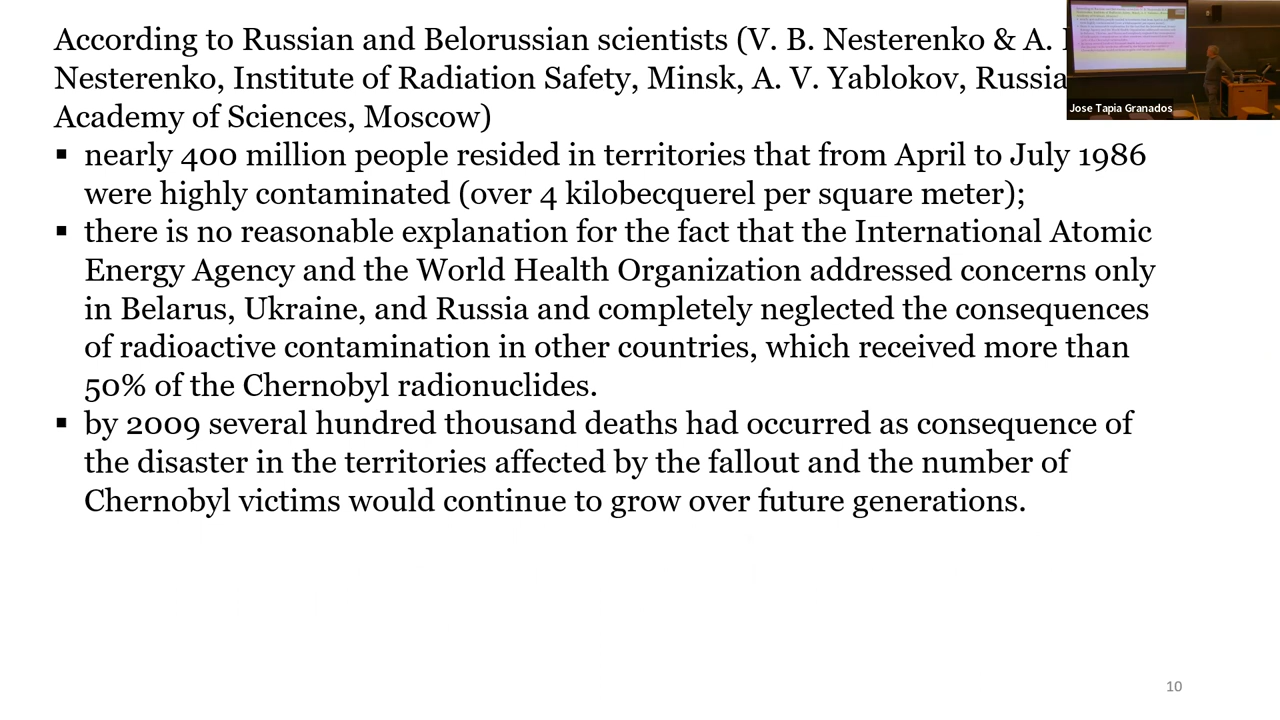 According to Russian and Belorussian scientists (V. B. Nesterenko & A.
Nesterenko, Institute of Radiation Safety, Minsk, A. V. Yablokov,
Academy of Sciences, Moscow)
▪ nearly 400 million people resided in territories that from April to July 1986
were highly contaminated (over 4 kilobecquerel per square meter);
▪ there is no reasonable explanation for the fact that the International Atomic
Energy Agency and the World Health Organization addressed concerns only
in Belarus, Ukraine, and Russia and completely neglected the consequences
of radioactive contamination in other countries, which received more than
50% of the Chernobyl radionuclides.
▪ by 2009 several hundred thousand deaths had occurred as consequence of
the disaster in the territories affected by the fallout and the number of
Chernobyl victims would continue to grow over future generations.
Jose Tapia Granados
10